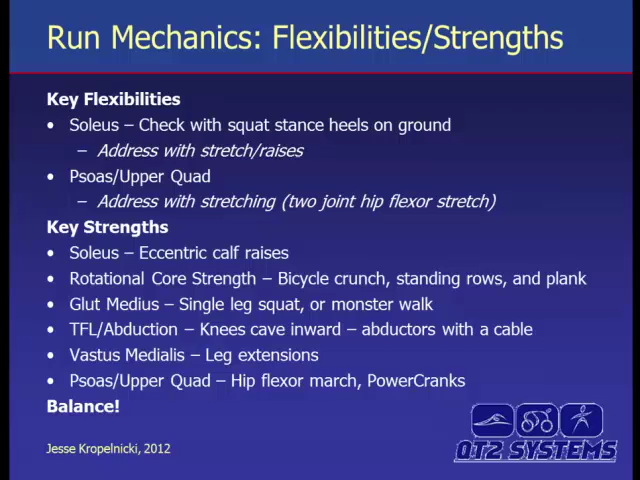 Run Mechanics: Flexibilities/Strengths
Key Flexibilities
• Soleus – Check with squat stance heels on ground
– Address with stretch/raises
• Psoas/Upper Quad
– Address with stretching (two joint hip flexor stretch)
Key Strengths
• Soleus – Eccentric calf raises
• Rotational Core Strength – Bicycle crunch, standing rows, and plank
• Glut Medius – Single leg squat, or monster walk
• TFL/Abduction – Knees cave inward – abductors with a cable
• Vastus Medialis – Leg extensions
• Psoas/Upper Quad – Hip flexor march, PowerCranks
Balance!
Jesse Kropelnicki, 2012
QT2 SYSTEMS